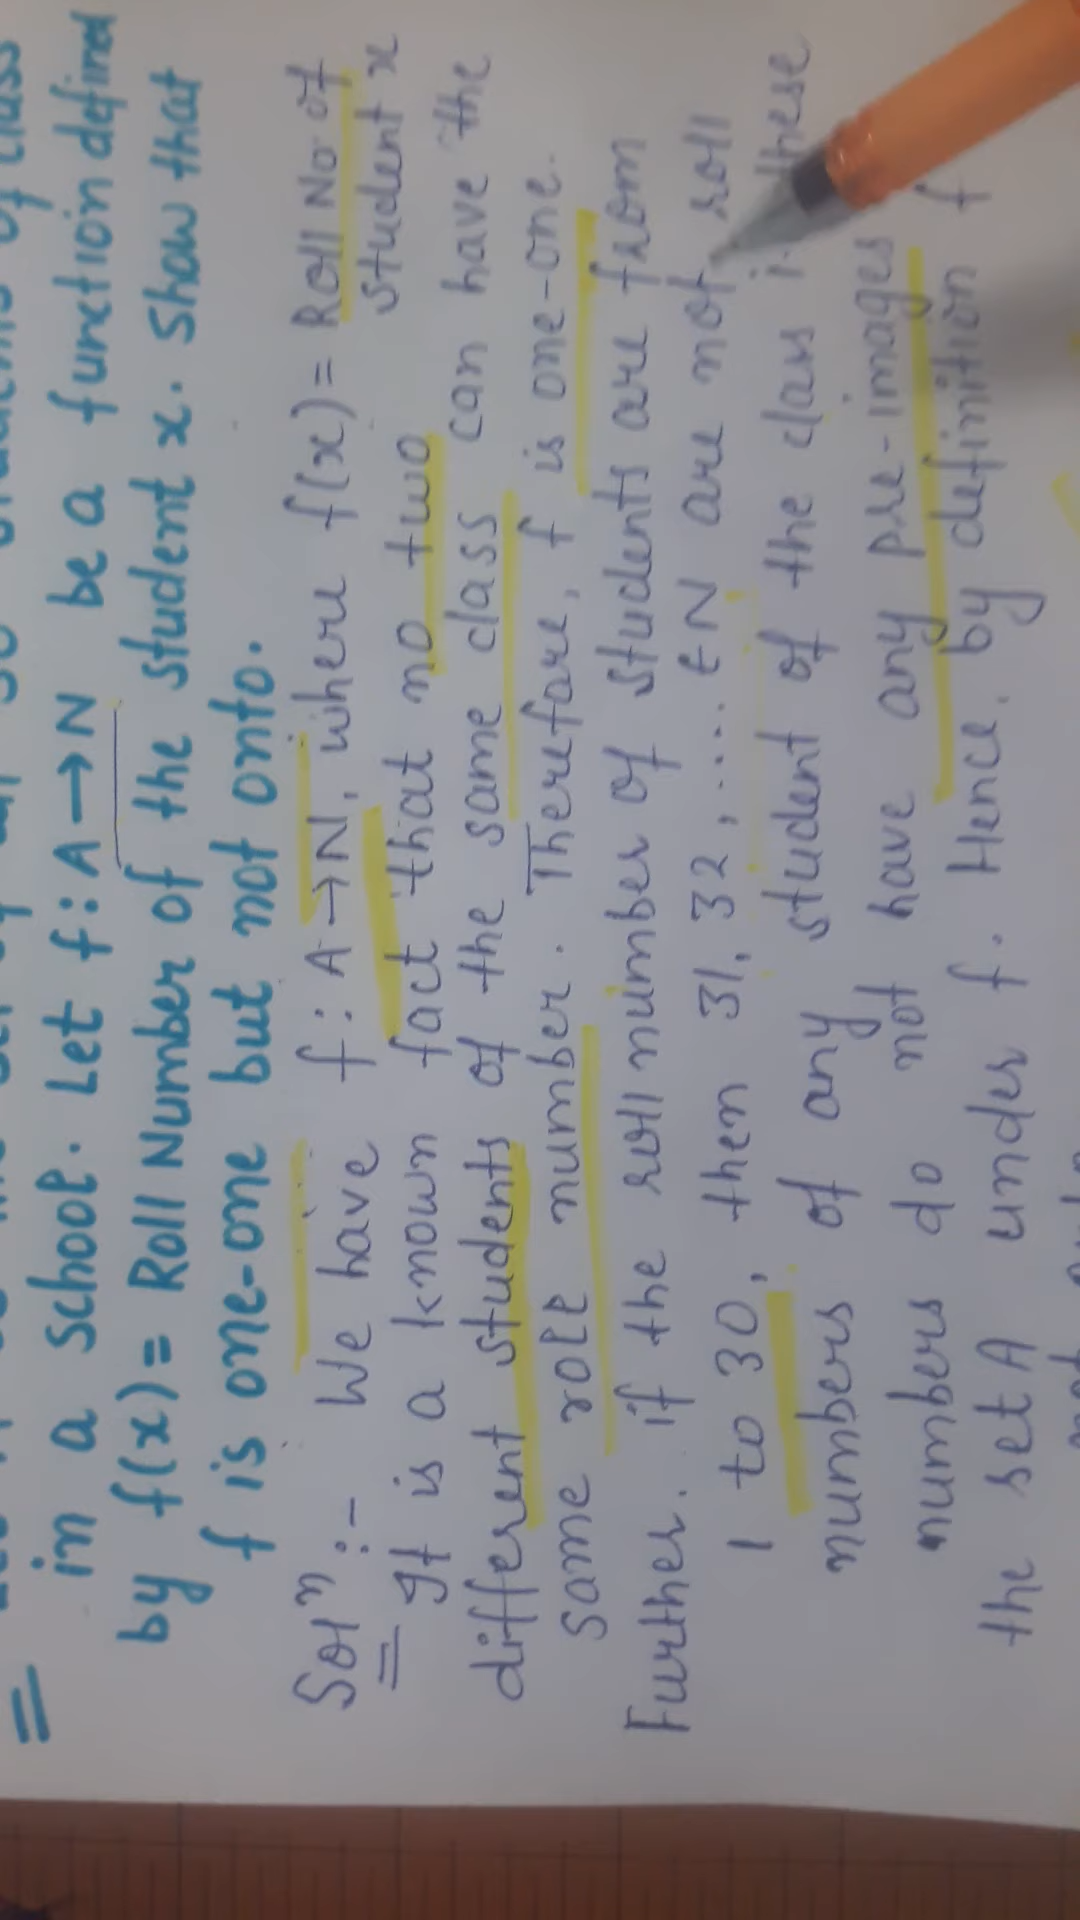 in a school. Let f : A → N be a function defined
by f(x) = Roll Number of the student x. Show that
f is one-one but not onto.
Solⁿ :- We have f : A → N, where f(x) = Roll No of
student x
It is a known fact that no two
different students of the same class can have the
same role number. Therefore, f is one-one.
Further. if the roll number of students are from
1 to 30, then 31, 32, .... ∈ N are not roll
numbers of any student of the class
these
numbers do not have any pre-images
the set A under f. Hence, by definition f
not